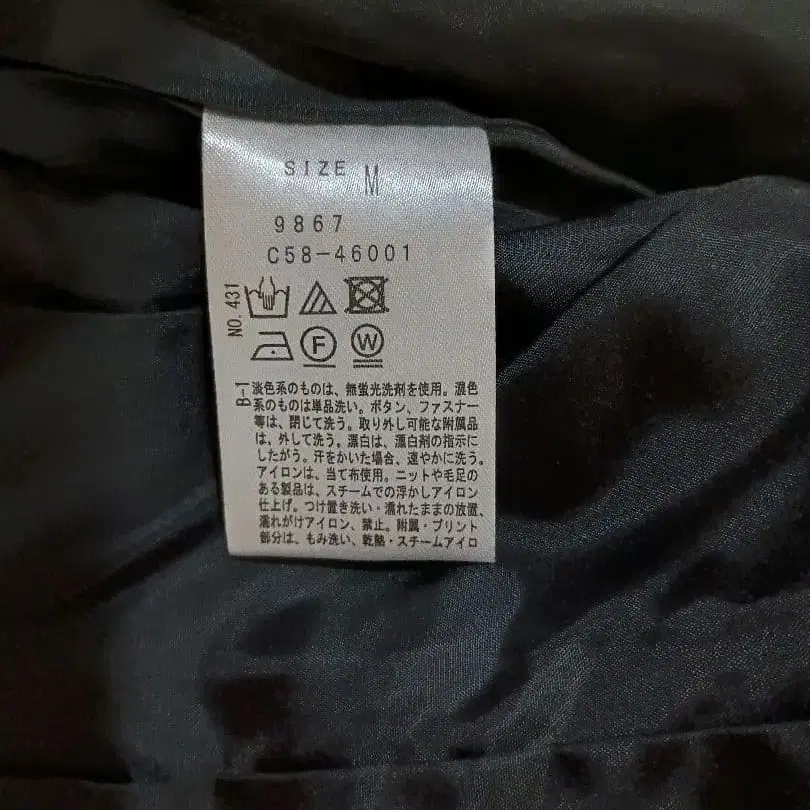 SIZE M
9867
C58-46001
NO.431
F W
B-1
淡色系のものは、無蛍光洗剤を使用。濃色
系のものは単品洗い。ボタン、ファスナー
等は、閉じて洗う。取り外し可能な附属品
は、外して洗う。漂白は、漂白剤の指示に
したがう。汗をかいた場合、速やかに洗う。
アイロンは、当て布使用。ニットや毛足の
ある製品は、スチームでの浮かしアイロン
仕上げ。つけ置き洗い・濡れたままの放置、
濡れがけアイロン、禁止。附属・プリント
部分は、もみ洗い、乾熱・スチームアイロ